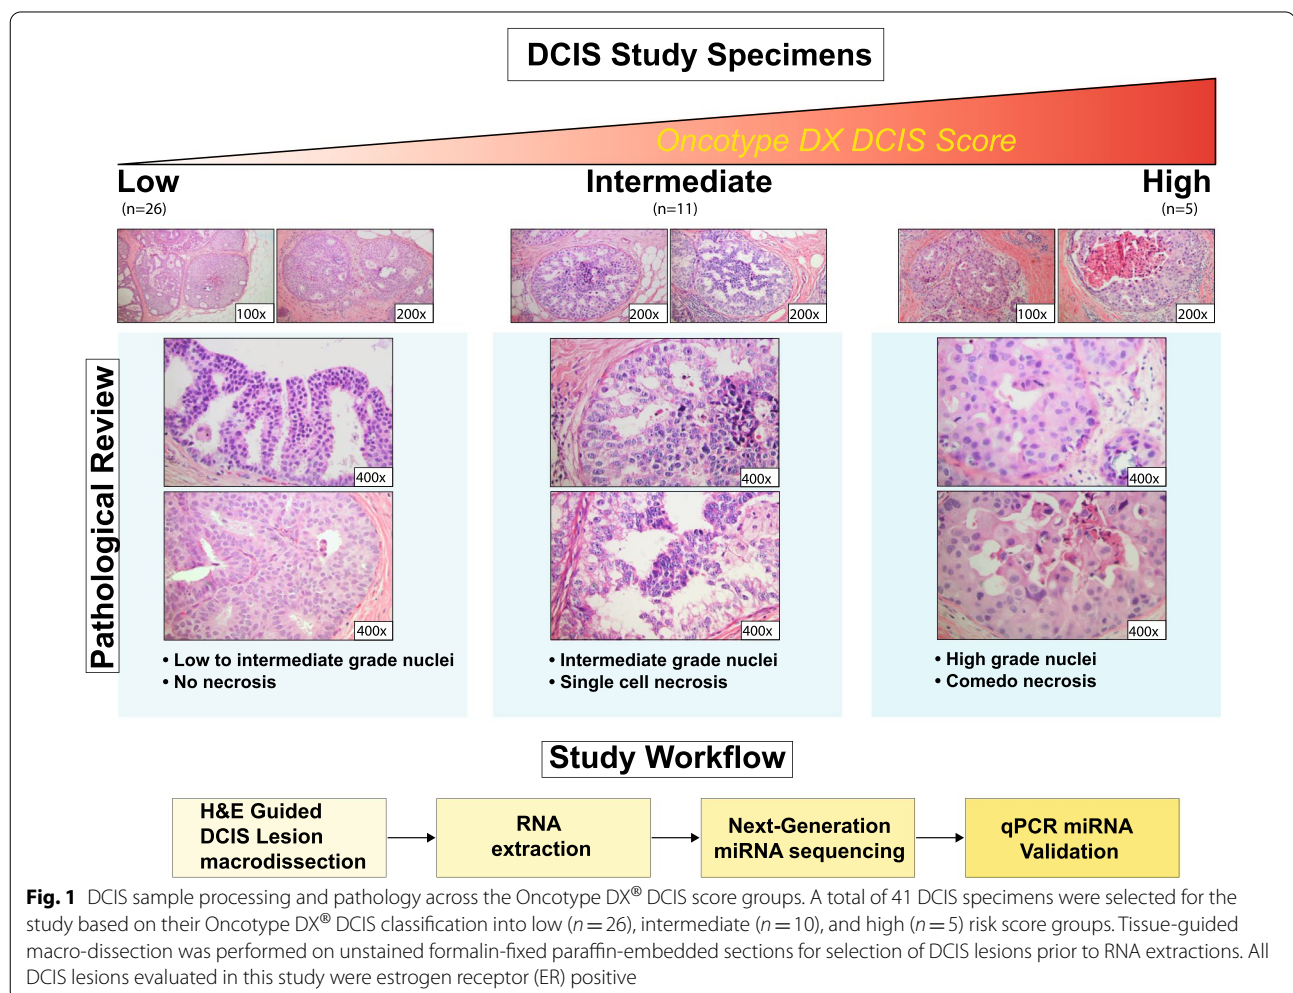 DCIS Study Specimens
Oncotype DX DCIS Score
Low
(n=26)
Intermediate
(n=11)
High
(n=5)
100x
200x
200x
200x
100x
200x
Pathological Review
400x
400x
• Low to intermediate grade nuclei
• No necrosis
400x
400x
• Intermediate grade nuclei
• Single cell necrosis
400x
400x
• High grade nuclei
• Comedo necrosis
Study Workflow
H&E Guided
DCIS Lesion
macrodissection
RNA
extraction
Next-Generation
miRNA sequencing
qPCR miRNA
Validation
Fig. 1 DCIS sample processing and pathology across the Oncotype DX® DCIS score groups. A total of 41 DCIS specimens were selected for the
study based on their Oncotype DX® DCIS classification into low (n = 26), intermediate (n = 10), and high (n = 5) risk score groups. Tissue-guided
macro-dissection was performed on unstained formalin-fixed paraffin-embedded sections for selection of DCIS lesions prior to RNA extractions. All
DCIS lesions evaluated in this study were estrogen receptor (ER) positive